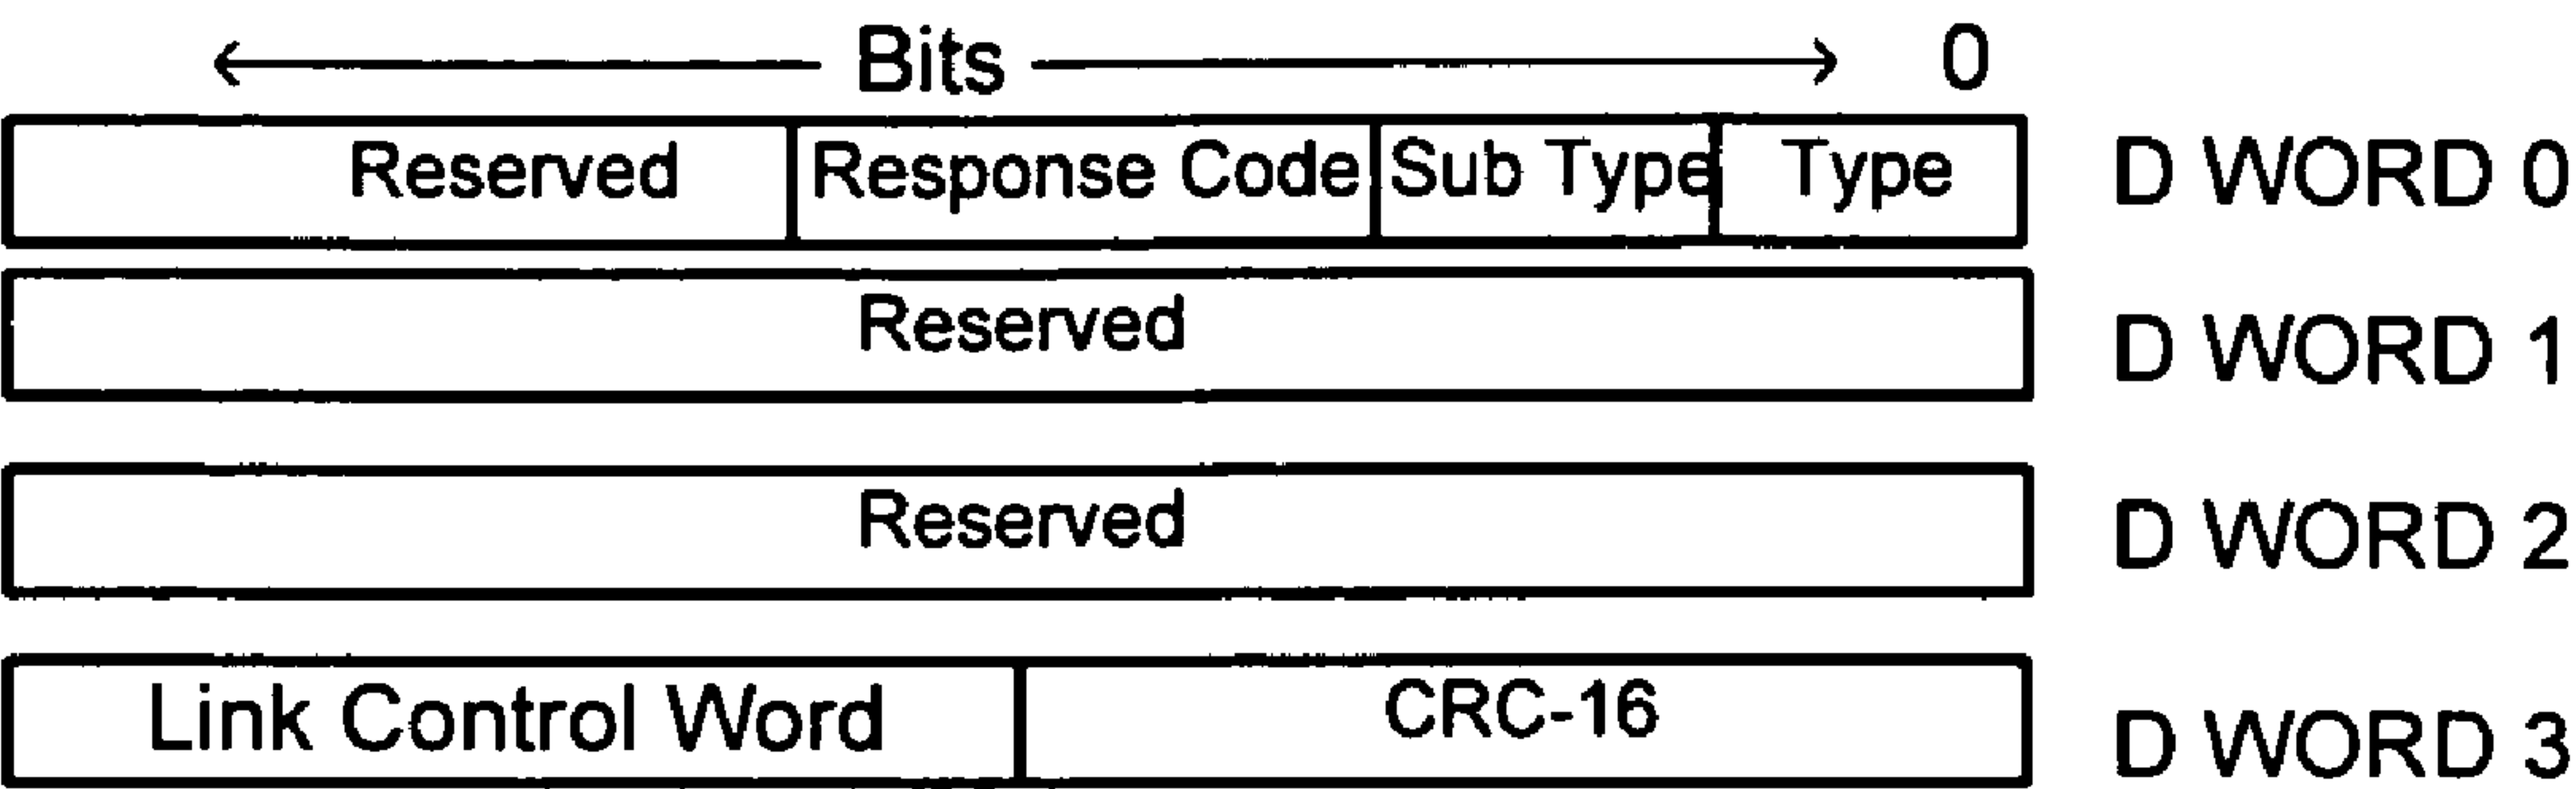 Bits 0
Reserved Response Code Sub Type Type D WORD 0
Reserved D WORD 1
Reserved D WORD 2
Link Control Word CRC-16 D WORD 3